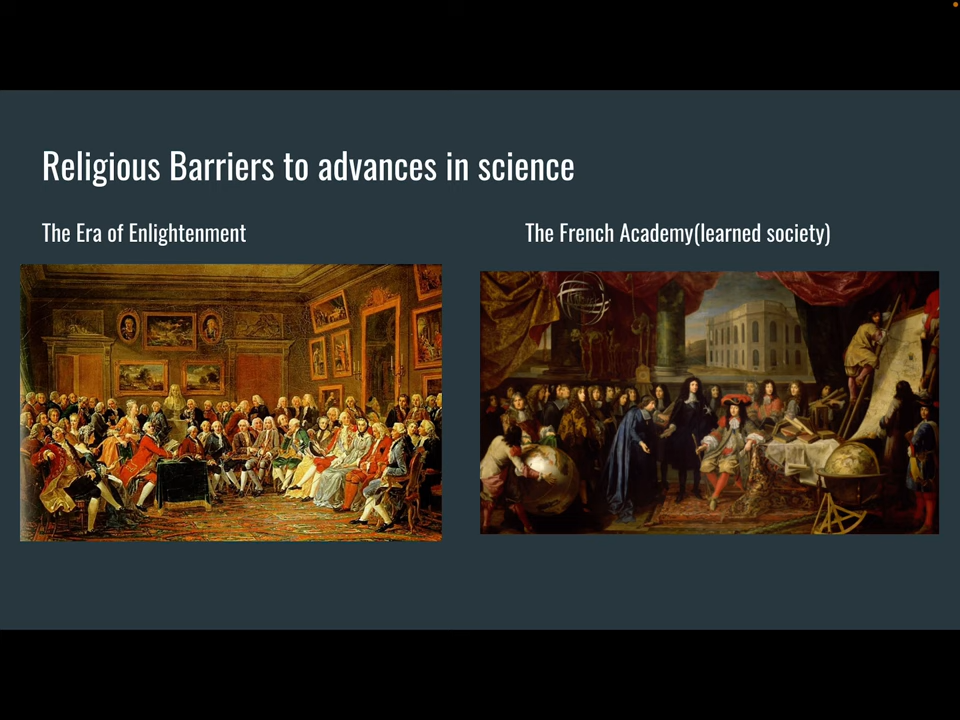 Religious Barriers to advances in science
The Era of Enlightenment
The French Academy(learned society)